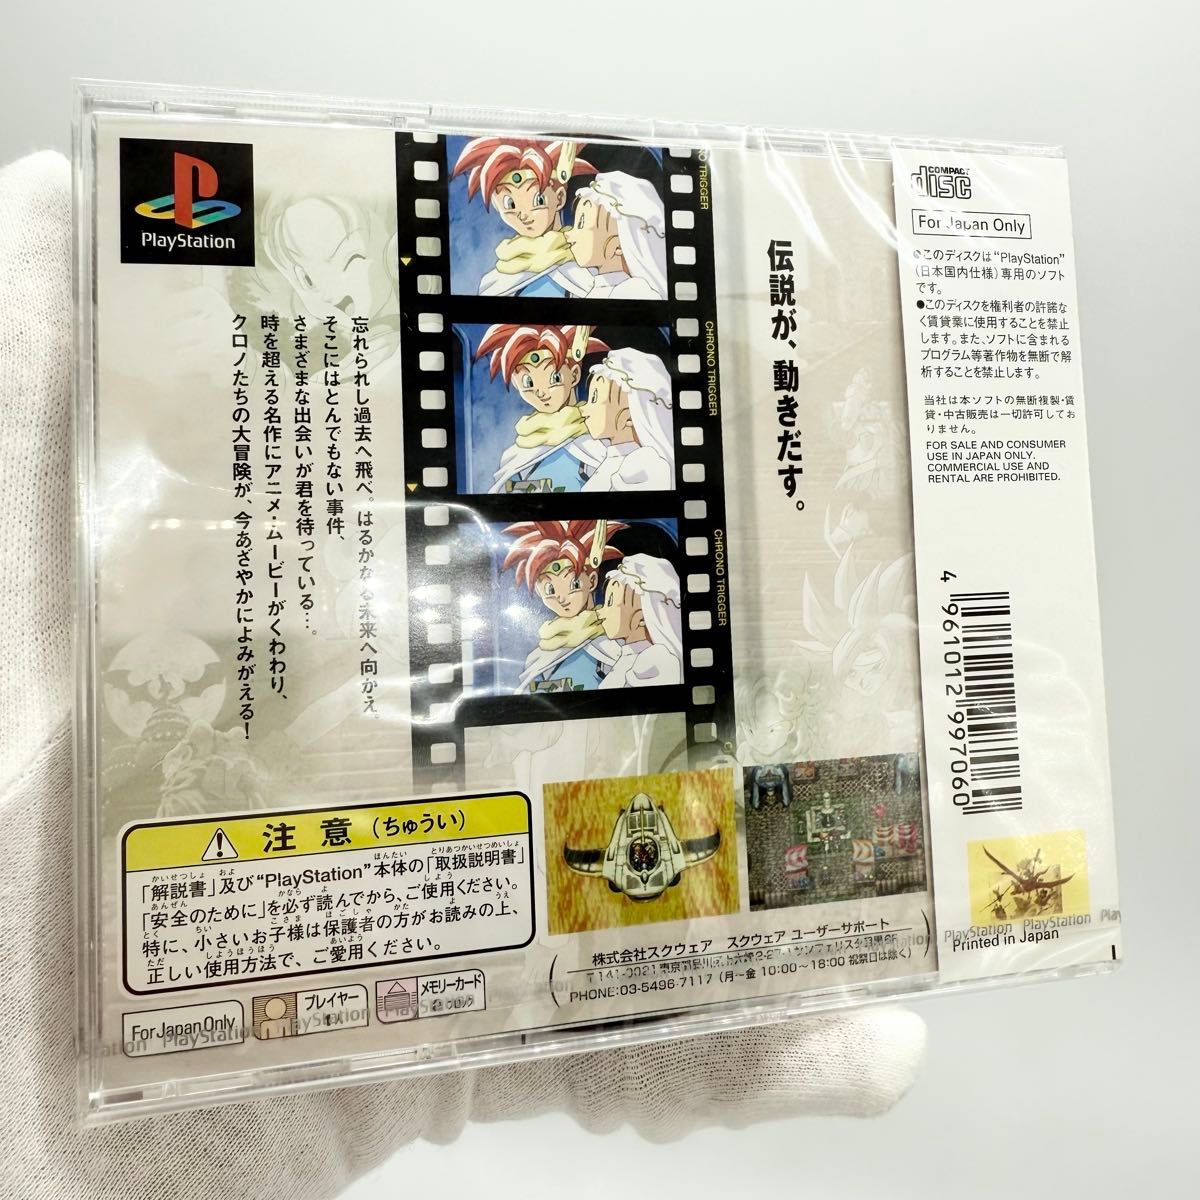 PlayStation
CHRONO TRIGGER
CHRONO TRIGGER
CHRONO TRIGGER
伝説が、動きだす。
忘れられし過去へ飛べ。はるかなる未来へ向かえ。
そこにはとんでもない事件、
さまざまな出会いが君を待っている…。
時を超える名作にアニメ・ムービーがくわわり、
クロノたちの大冒険が、今あざやかによみがえる!
注意(ちゅうい)
「解説書」及び“PlayStation”本体の「取扱説明書」
「安全のために」を必ず読んでから、ご使用ください。
特に、小さいお子様は保護者の方がお読みの上、
正しい使用方法で、ご愛用ください。
For Japan Only
プレイヤー
1人
メモリーカード
2ブロック
株式会社スクウェア スクウェア ユーザーサポート
PHONE:03-5496-7117 (月~金 10:00~18:00 祝祭日は除く)
COMPACT
disc
For Japan Only
●このディスクは“PlayStation”
(日本国内仕様)専用のソフト
です。
●このディスクを権利者の許諾な
く賃貸業に使用することを禁止
します。また、ソフトに含まれる
プログラム等著作物を無断で解
析することを禁止します。
当社は本ソフトの無断複製・賃
貸・中古販売は一切許可してお
りません。
FOR SALE AND CONSUMER
USE IN JAPAN ONLY.
COMMERCIAL USE AND
RENTAL ARE PROHIBITED.
4 961012 997060
Printed in Japan
PlayStation PlayStation
PlayStation PlayStation PlayStation